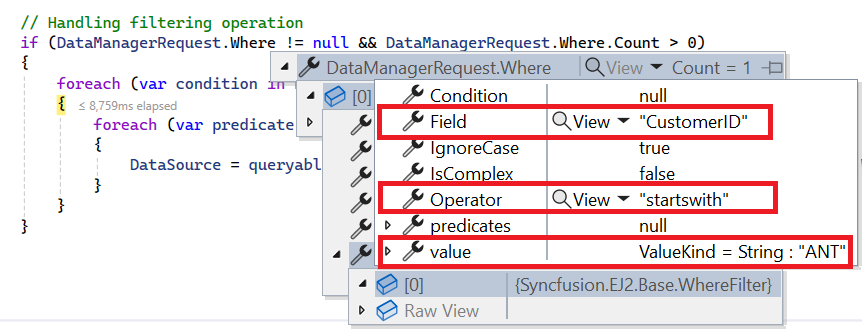 // Handling filtering operation
if (DataManagerRequest.Where != null && DataManagerRequest.Where.Count > 0)
{
DataManagerRequest.Where View Count = 1
foreach (var condition in
[0]
Condition null
{ ≤ 8,759ms elapsed
Field View "CustomerID"
foreach (var predicate
IgnoreCase true
{
IsComplex false
DataSource = queryabl
Operator View "startswith"
}
predicates null
}
value ValueKind = String : "ANT"
}
[0] {Syncfusion.EJ2.Base.WhereFilter}
Raw View